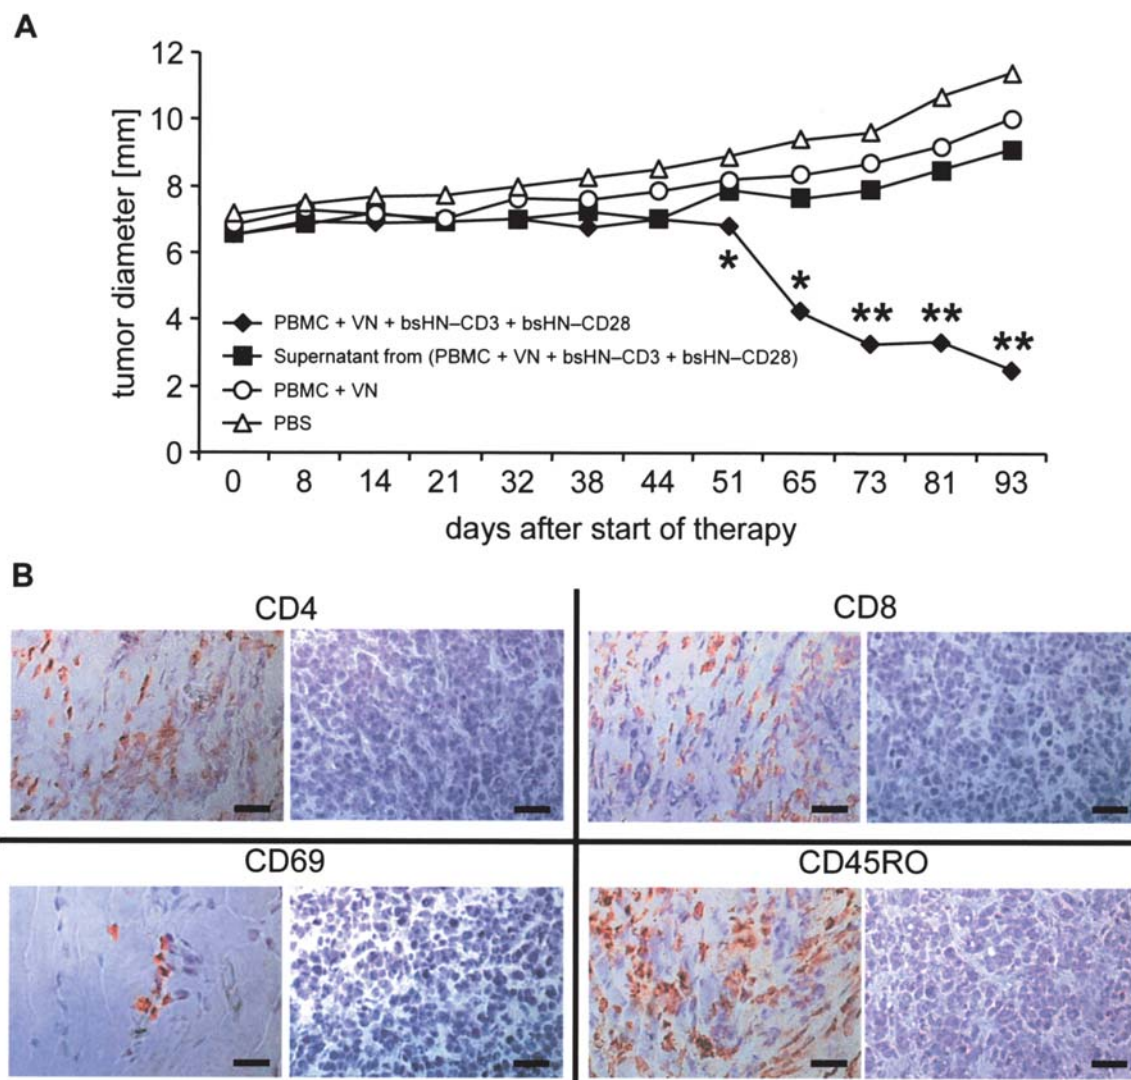 A
12
10
8
6
4
2
0
tumor diameter [mm]
PBMC + VN + bsHN–CD3 + bsHN–CD28
Supernatant from (PBMC + VN + bsHN–CD3 + bsHN–CD28)
PBMC + VN
PBS
*
*
**
**
**
0 8 14 21 32 38 44 51 65 73 81 93
days after start of therapy
B
CD4
CD8
CD69
CD45RO